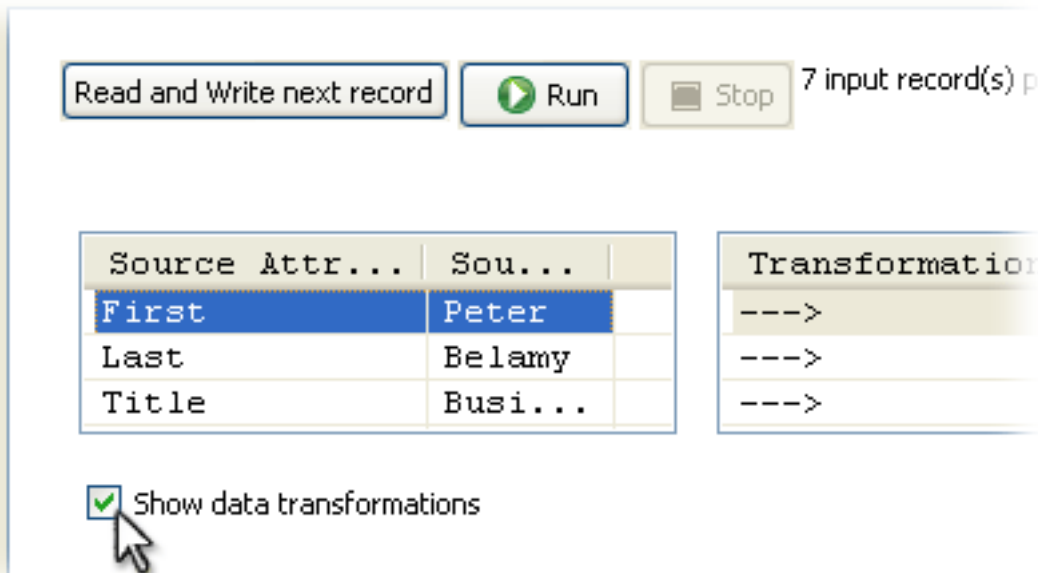 Read and Write next record Run Stop 7 input record(s)
Source Attr... Sou... Transformation
First Peter --->
Last Belamy --->
Title Busi... --->
Show data transformations